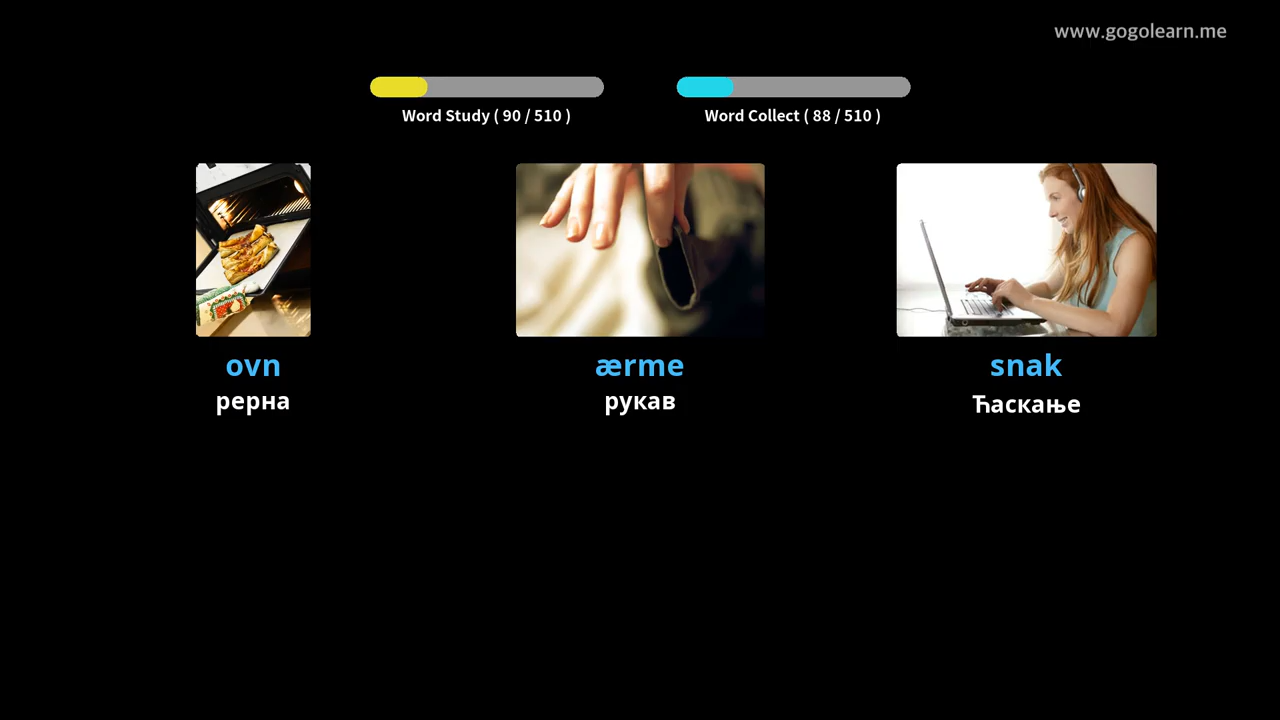 www.gogolearn.me
Word Study ( 90 / 510 )
Word Collect ( 88 / 510 )
ovn
рерна
ærme
рукав
snak
Ћаскање